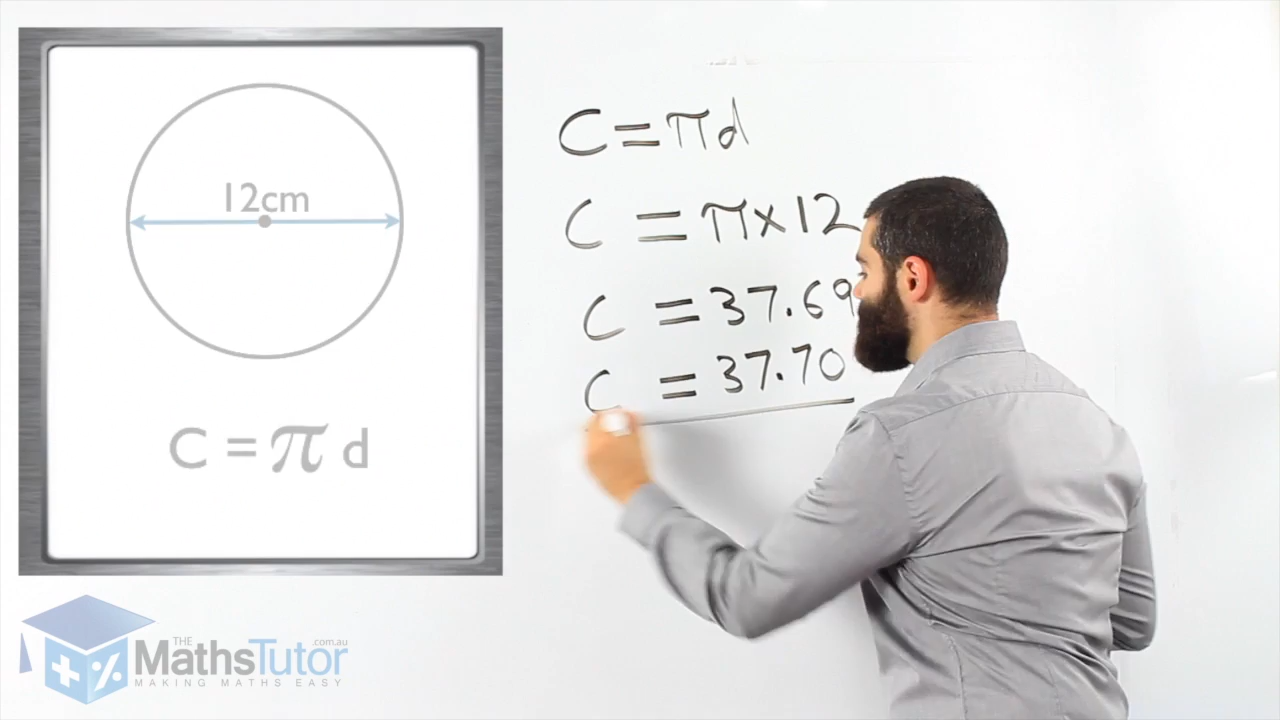 12cm
C = π d
C = πd
C = π×12
C = 37.69
C = 37.70
THE
MathsTutor
.com.au
MAKING MATHS EASY